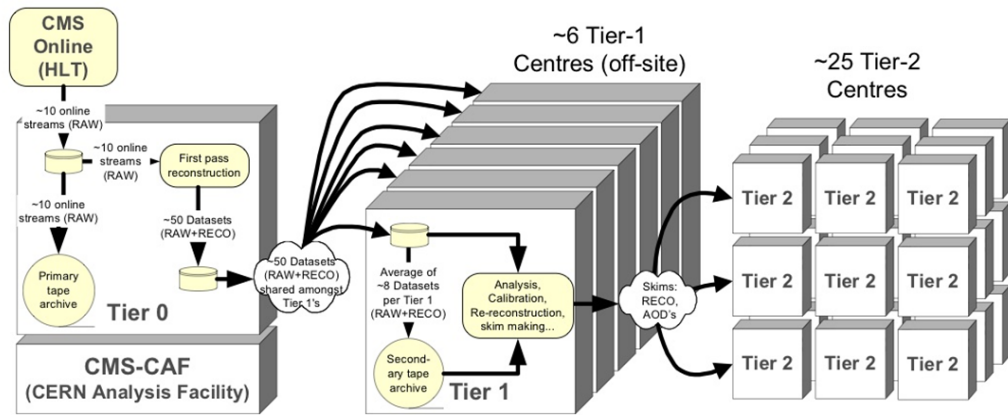 CMS
Online
(HLT)
~10 online
streams (RAW)
~10 online
streams
(RAW)
First pass
reconstruction
~10 online
streams (RAW)
~50 Datasets
(RAW+RECO)
Primary
tape
archive
Tier 0
CMS-CAF
(CERN Analysis Facility)
~50 Datasets
(RAW+RECO)
shared amongst
Tier 1's
~6 Tier-1
Centres (off-site)
Average of
~8 Datasets
per Tier 1
(RAW+RECO)
Analysis,
Calibration,
Re-reconstruction,
skim making...
Second-
ary tape
archive
Tier 1
Skims:
RECO,
AOD's
~25 Tier-2
Centres
Tier 2 Tier 2 Tier 2
Tier 2 Tier 2 Tier 2
Tier 2 Tier 2 Tier 2